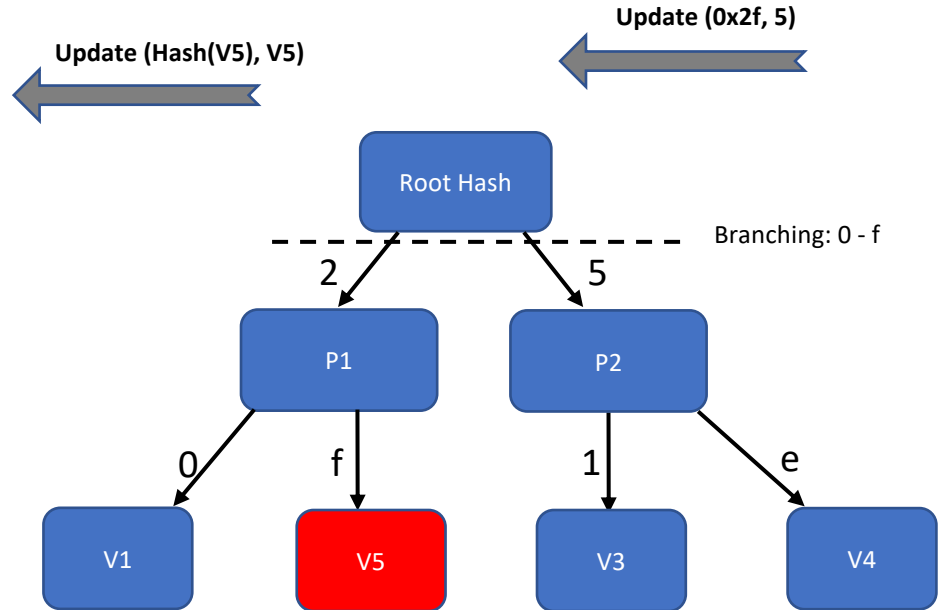 Update (0x2f, 5)
Update (Hash(V5), V5)
Root Hash
Branching: 0 - f
2
5
P1
P2
0
f
1
e
V1
V5
V3
V4